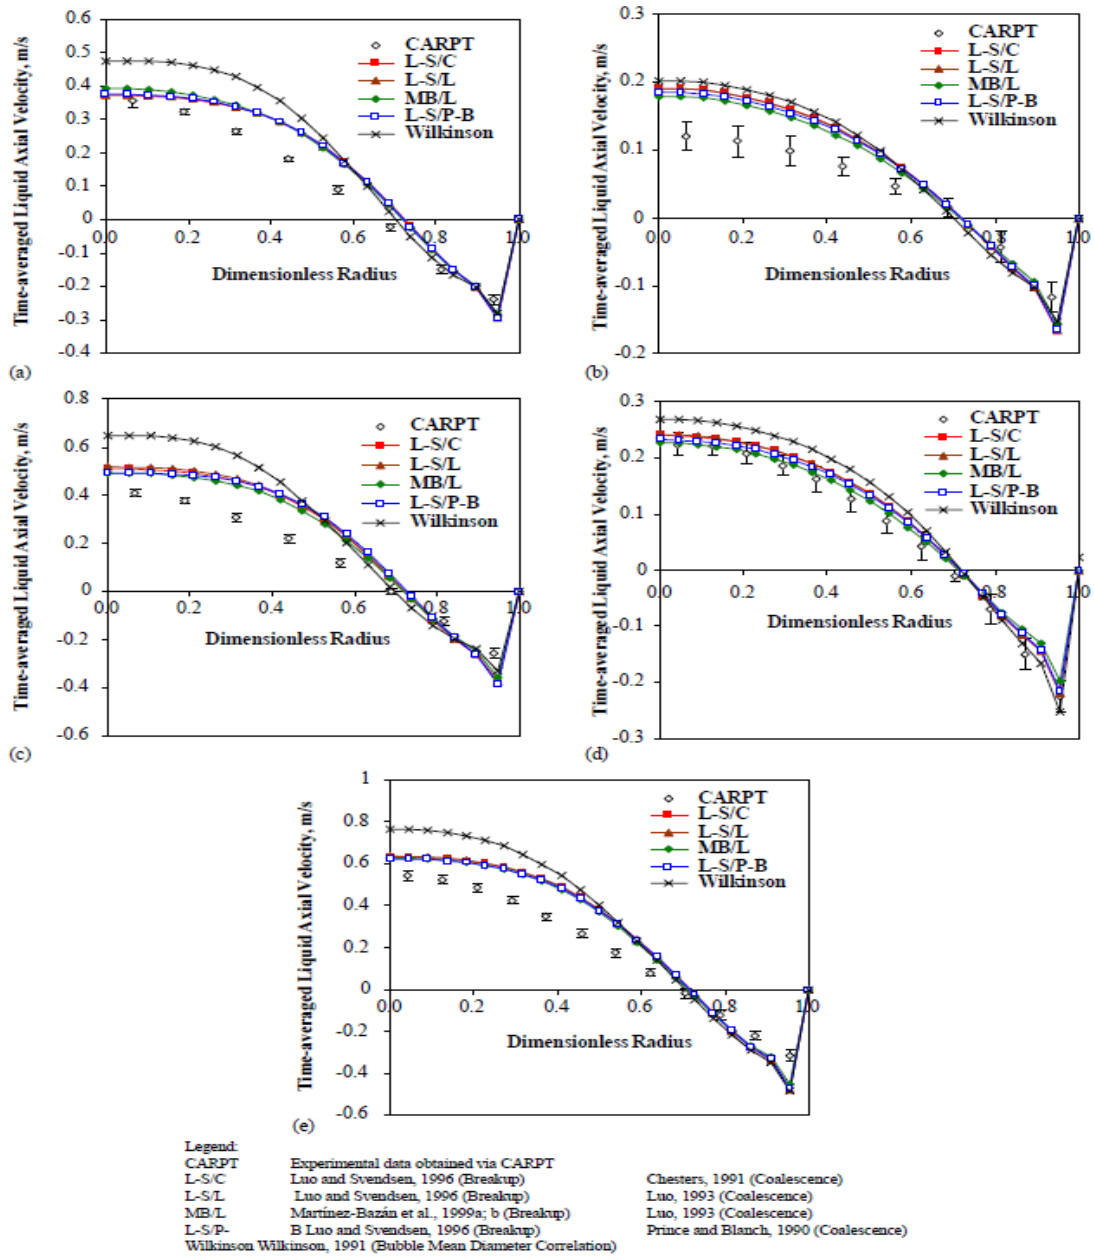 0.6
0.5
0.4
0.3
0.2
0.1
0
-0.1
-0.2
-0.3
-0.4
0.0 0.2 0.4 0.6 0.8 1.0
Time-averaged Liquid Axial Velocity, m/s
Dimensionless Radius
CARPT
L-S/C
L-S/L
MB/L
L-S/P-B
Wilkinson
(a)
0.3
0.2
0.1
0
-0.1
-0.2
0.0 0.2 0.4 0.6 0.8 1.0
Time-averaged Liquid Axial Velocity, m/s
Dimensionless Radius
CARPT
L-S/C
L-S/L
MB/L
L-S/P-B
Wilkinson
(b)
0.8
0.6
0.4
0.2
0
-0.2
-0.4
-0.6
0.0 0.2 0.4 0.6 0.8 1.0
Time-averaged Liquid Axial Velocity, m/s
Dimensionless Radius
CARPT
L-S/C
L-S/L
MB/L
L-S/P-B
Wilkinson
(c)
0.3
0.2
0.1
0
-0.1
-0.2
-0.3
0.0 0.2 0.4 0.6 0.8 1.0
Time-averaged Liquid Axial Velocity, m/s
Dimensionless Radius
CARPT
L-S/C
L-S/L
MB/L
L-S/P-B
Wilkinson
(d)
1
0.8
0.6
0.4
0.2
0
-0.2
-0.4
-0.6
0.0 0.2 0.4 0.6 0.8 1.0
Time-averaged Liquid Axial Velocity, m/s
Dimensionless Radius
CARPT
L-S/C
L-S/L
MB/L
L-S/P-B
Wilkinson
(e)
Legend:
CARPT Experimental data obtained via CARPT
L-S/C Luo and Svendsen, 1996 (Breakup) Chesters, 1991 (Coalescence)
L-S/L Luo and Svendsen, 1996 (Breakup) Luo, 1993 (Coalescence)
MB/L Martínez-Bazán et al., 1999a; b (Breakup) Luo, 1993 (Coalescence)
L-S/P- B Luo and Svendsen, 1996 (Breakup) Prince and Blanch, 1990 (Coalescence)
Wilkinson Wilkinson, 1991 (Bubble Mean Diameter Correlation)